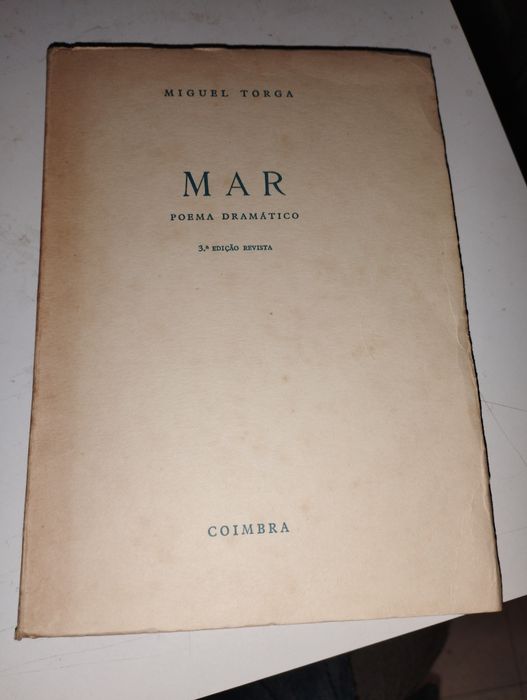 MIGUEL TORGA
MAR
POEMA DRAMÁTICO
3.ª EDIÇÃO REVISTA
COIMBRA